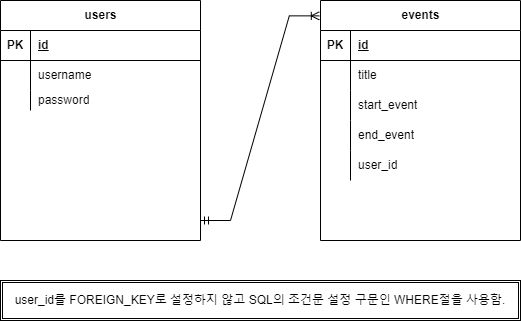 users
PK id
username
password
events
PK id
title
start_event
end_event
user_id
user_id를 FOREIGN_KEY로 설정하지 않고 SQL의 조건문 설정 구문인 WHERE절을 사용함.